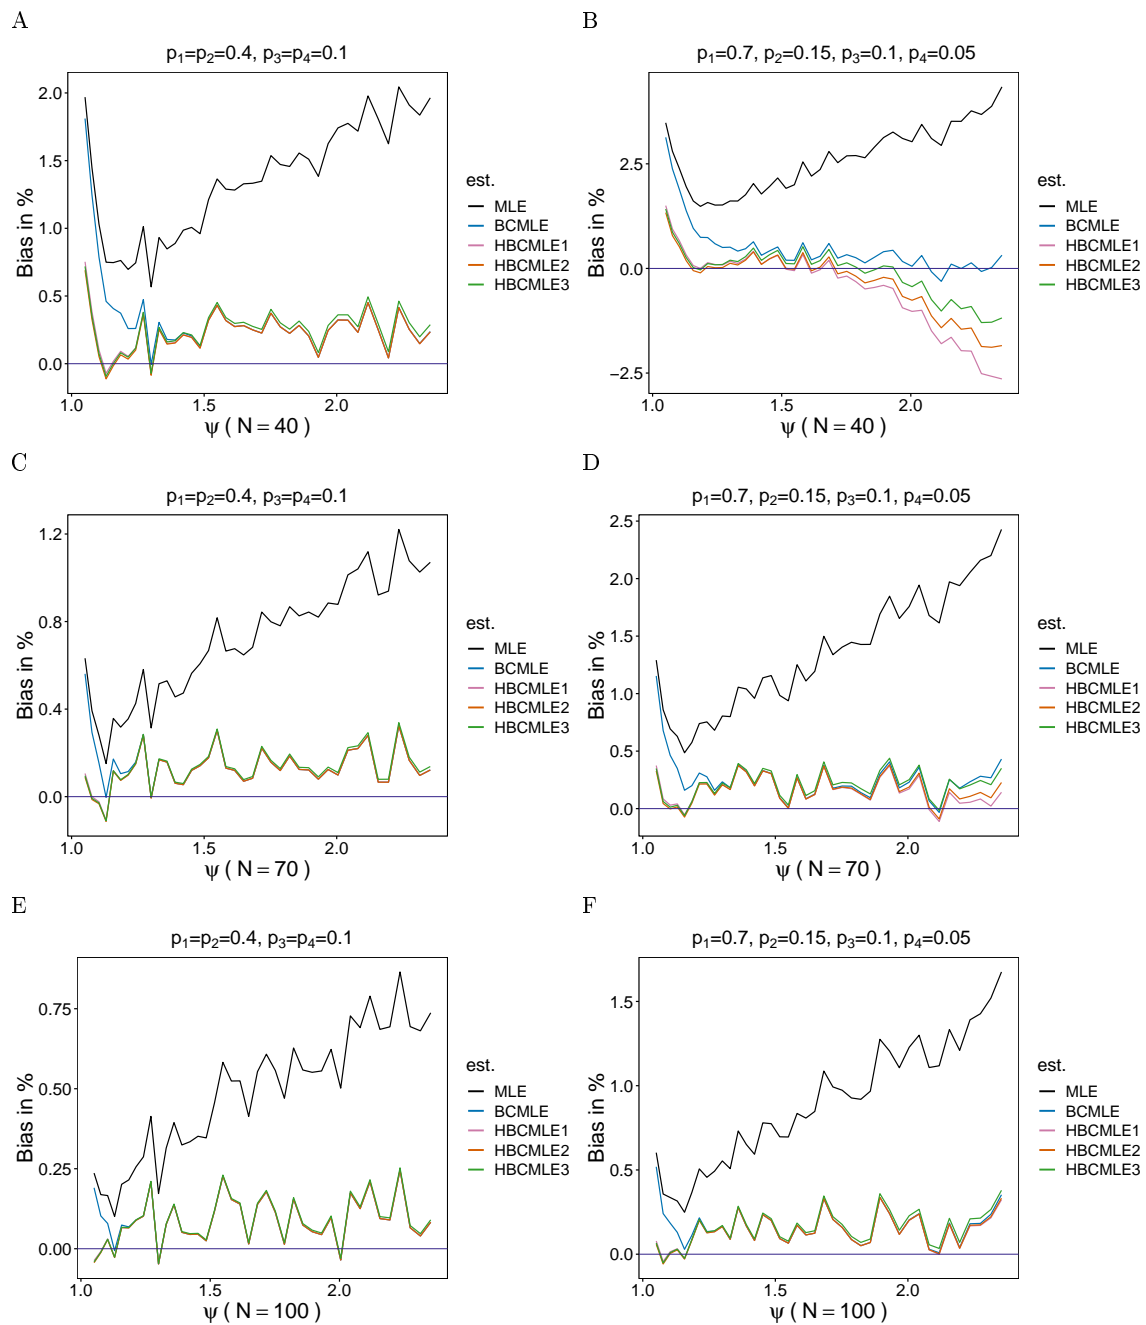 A
p₁=p₂=0.4, p₃=p₄=0.1
Bias in %
2.0
1.5
1.0
0.5
0.0
1.0 1.5 2.0
ψ ( N = 40 )
est.
MLE
BCMLE
HBCMLE1
HBCMLE2
HBCMLE3
B
p₁=0.7, p₂=0.15, p₃=0.1, p₄=0.05
Bias in %
2.5
0.0
−2.5
1.0 1.5 2.0
ψ ( N = 40 )
est.
MLE
BCMLE
HBCMLE1
HBCMLE2
HBCMLE3
C
p₁=p₂=0.4, p₃=p₄=0.1
Bias in %
1.2
0.8
0.4
0.0
1.0 1.5 2.0
ψ ( N = 70 )
est.
MLE
BCMLE
HBCMLE1
HBCMLE2
HBCMLE3
D
p₁=0.7, p₂=0.15, p₃=0.1, p₄=0.05
Bias in %
2.5
2.0
1.5
1.0
0.5
0.0
1.0 1.5 2.0
ψ ( N = 70 )
est.
MLE
BCMLE
HBCMLE1
HBCMLE2
HBCMLE3
E
p₁=p₂=0.4, p₃=p₄=0.1
Bias in %
0.75
0.50
0.25
0.00
1.0 1.5 2.0
ψ ( N = 100 )
est.
MLE
BCMLE
HBCMLE1
HBCMLE2
HBCMLE3
F
p₁=0.7, p₂=0.15, p₃=0.1, p₄=0.05
Bias in %
1.5
1.0
0.5
0.0
1.0 1.5 2.0
ψ ( N = 100 )
est.
MLE
BCMLE
HBCMLE1
HBCMLE2
HBCMLE3